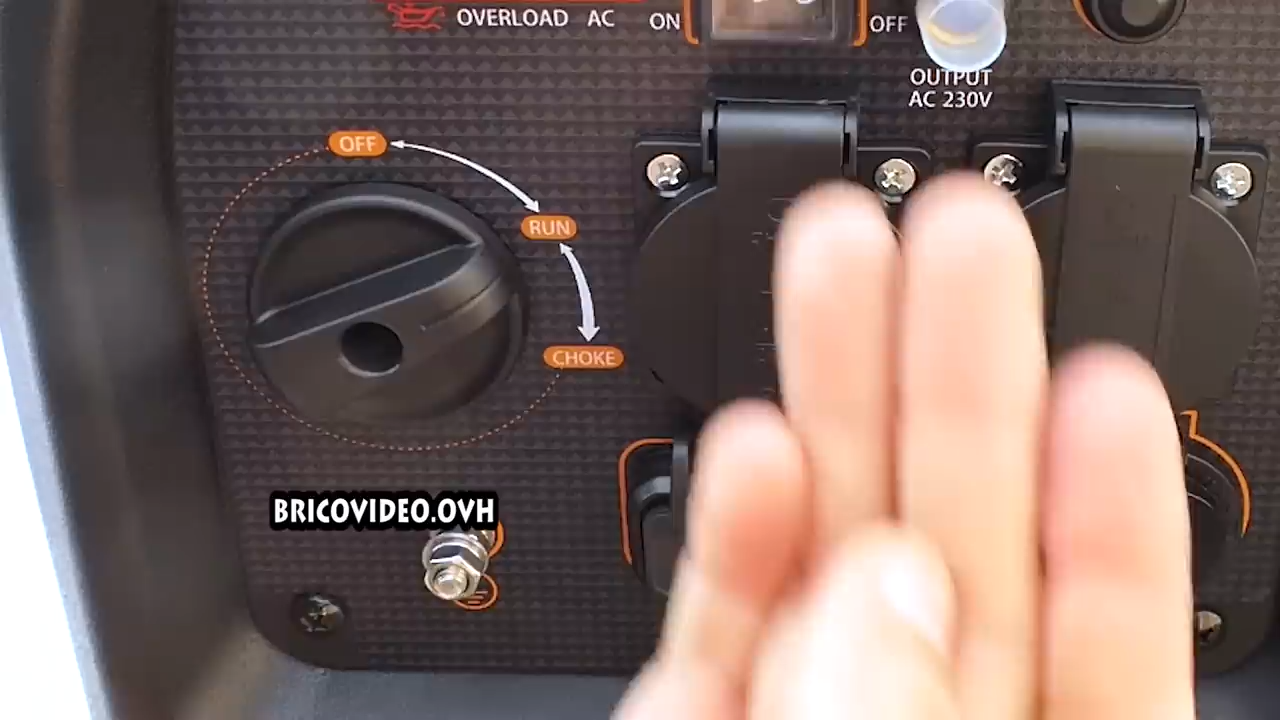 OVERLOAD AC
ON
OFF
OUTPUT
AC 230V
OFF
RUN
CHOKE
BRICOVIDEO.OVH